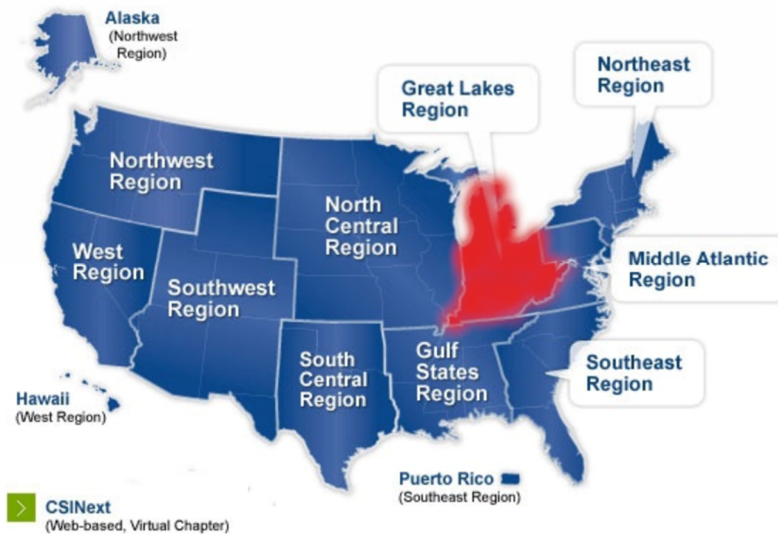 Alaska
(Northwest
Region)
Great Lakes
Region
Northeast
Region
Northwest
Region
North
Central
Region
West
Region
Southwest
Region
Middle Atlantic
Region
South
Central
Region
Gulf
States
Region
Southeast
Region
Hawaii
(West Region)
Puerto Rico
(Southeast Region)
CSINext
(Web-based, Virtual Chapter)